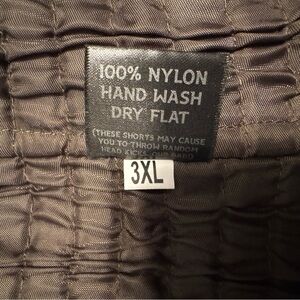 100% NYLON
HAND WASH
DRY FLAT
(THESE SHORTS MAY CAUSE
YOU TO THROW RANDOM
HEAD KICKS
3XL